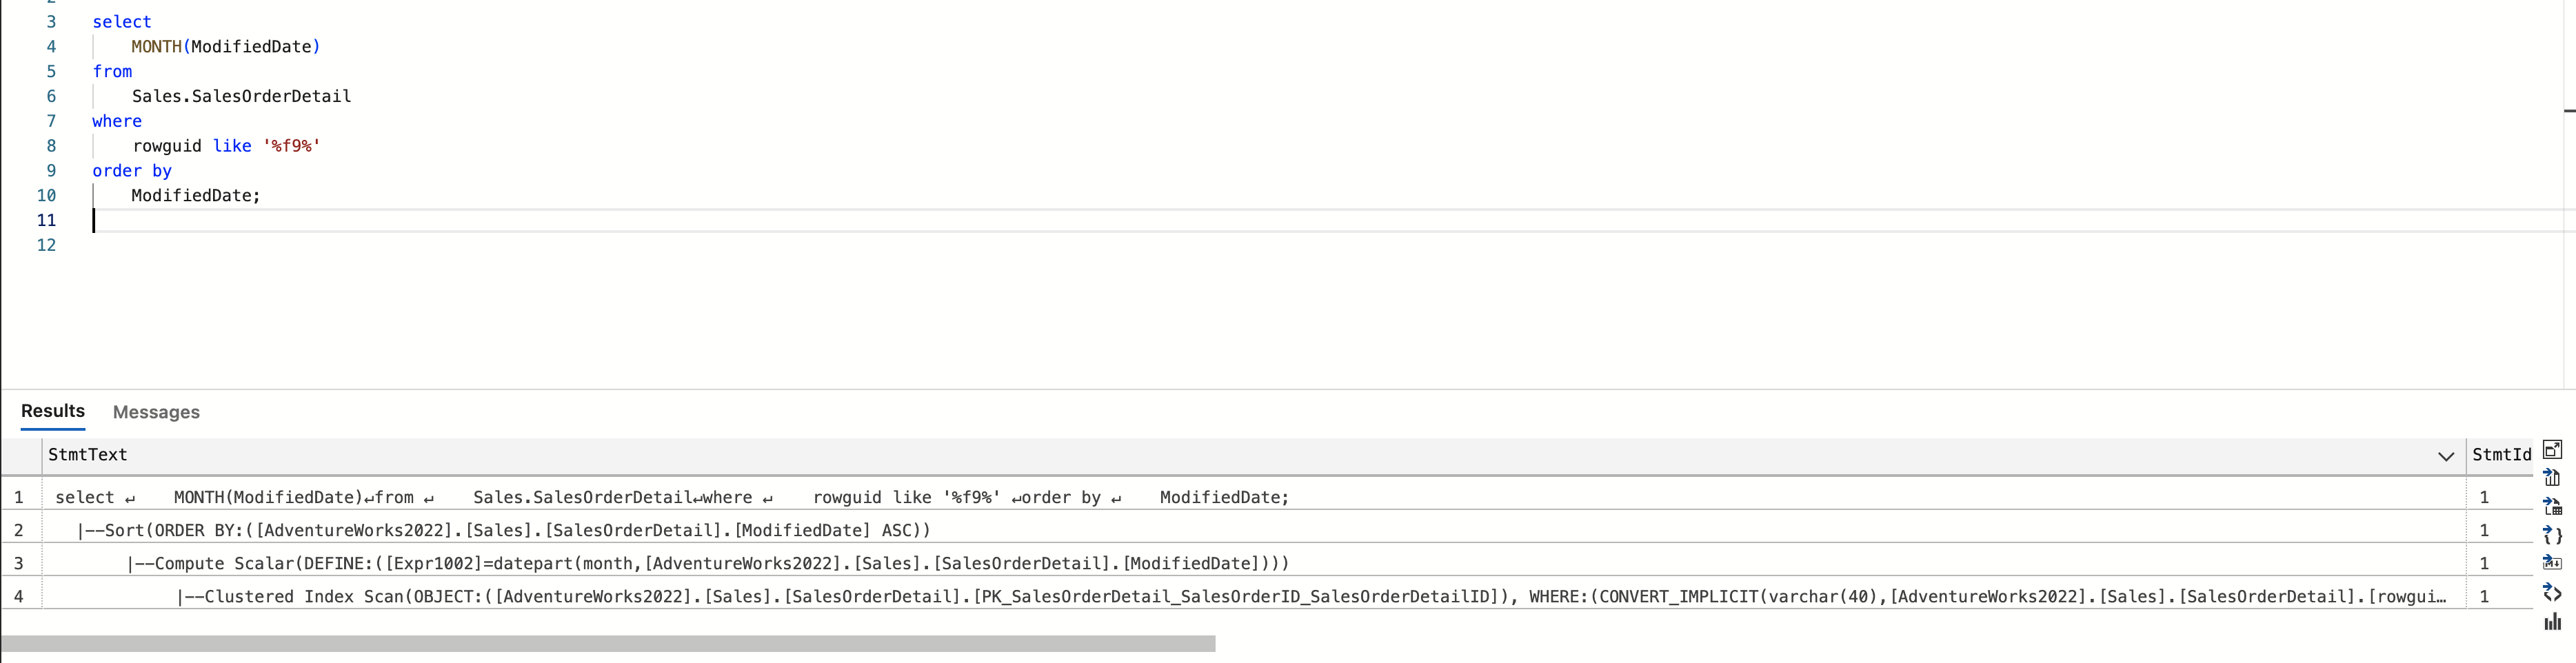 3 select
4 MONTH(ModifiedDate)
5 from
6 Sales.SalesOrderDetail
7 where
8 rowguid like '%f9%'
9 order by
10 ModifiedDate;
11
12
Results Messages
StmtText StmtId
1 select ↵ MONTH(ModifiedDate)↵from ↵ Sales.SalesOrderDetail↵where ↵ rowguid like '%f9%' ↵order by ↵ ModifiedDate; 1
2 |--Sort(ORDER BY:([AdventureWorks2022].[Sales].[SalesOrderDetail].[ModifiedDate] ASC)) 1
3 |--Compute Scalar(DEFINE:([Expr1002]=datepart(month,[AdventureWorks2022].[Sales].[SalesOrderDetail].[ModifiedDate]))) 1
4 |--Clustered Index Scan(OBJECT:([AdventureWorks2022].[Sales].[SalesOrderDetail].[PK_SalesOrderDetail_SalesOrderID_SalesOrderDetailID]), WHERE:(CONVERT_IMPLICIT(varchar(40),[AdventureWorks2022].[Sales].[SalesOrderDetail].[rowgui… 1